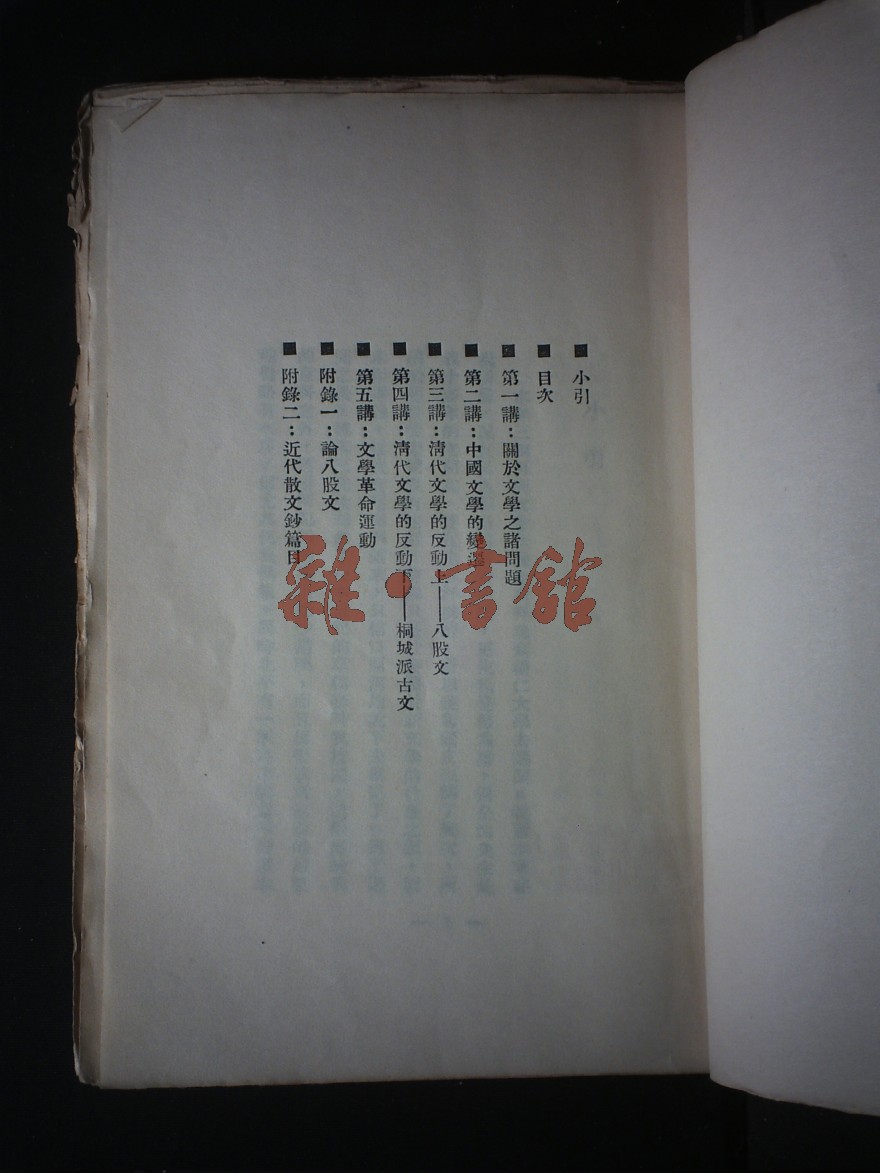 ■ 小引
■ 目次
■ 第一講：關於文學之諸問題
■ 第二講：中國文學的變遷
■ 第三講：清代文學的反動上——八股文
■ 第四講：清代文學的反動下——桐城派古文
■ 第五講：文學革命運動
■ 附錄一：論八股文
■ 附錄二：近代散文鈔篇目
雜·書館